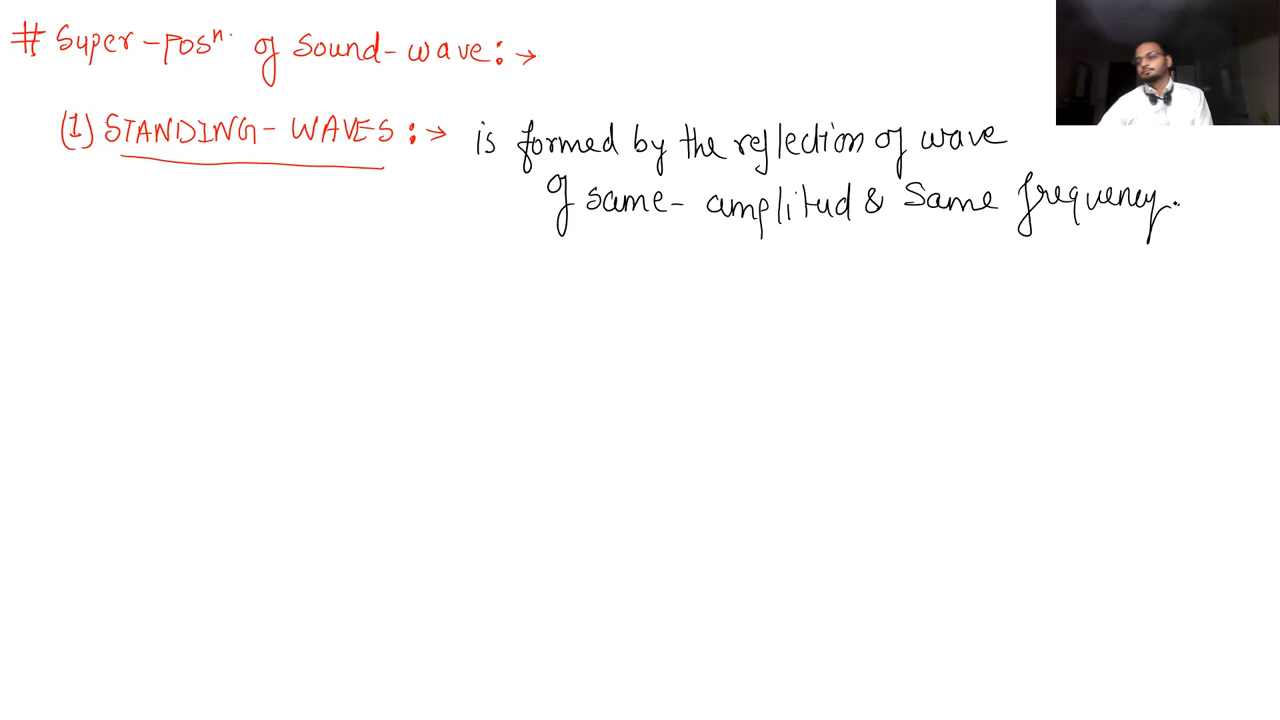 # Super-posⁿ. of sound-wave:→
(1) STANDING-WAVES:→ is formed by the reflection of wave
of same- amplitud & Same frequency.